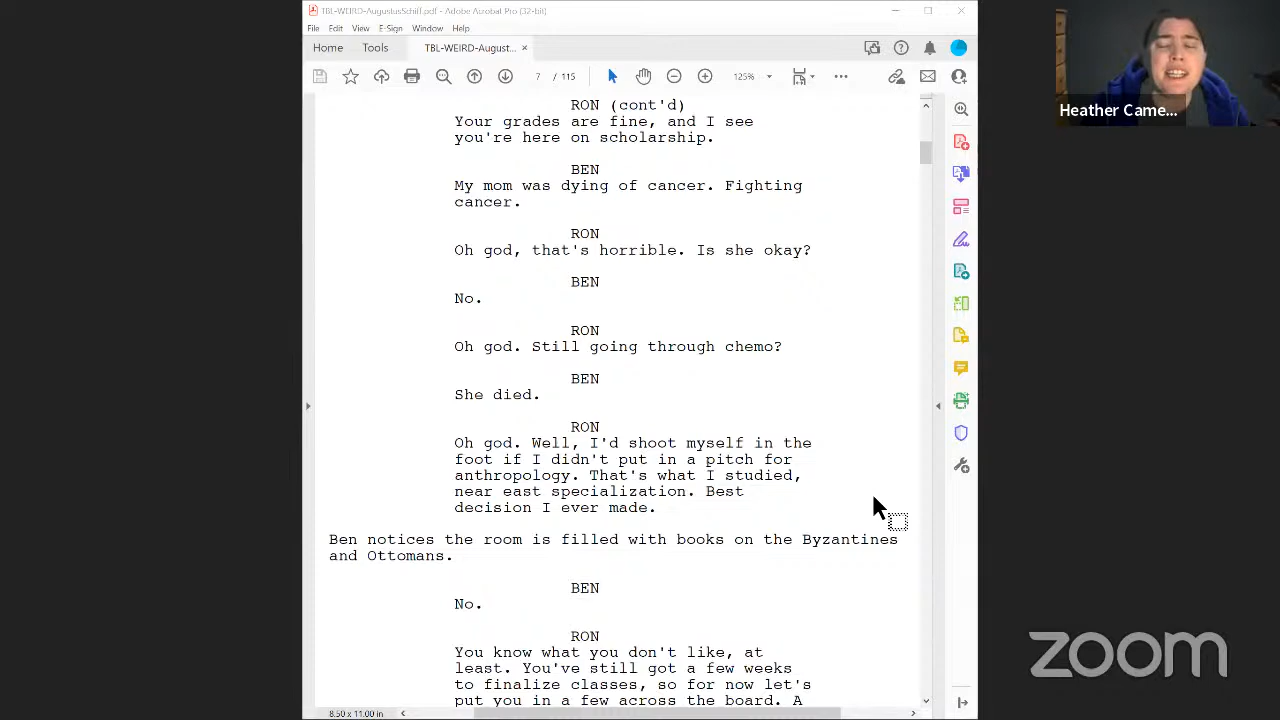 TBL-WEIRD-AugustusSchiff.pdf - Adobe Acrobat Pro (32-bit)
File Edit View E-Sign Window Help
Home Tools TBL-WEIRD-August... ×
7 / 115 125%
RON (cont'd)
Your grades are fine, and I see
you're here on scholarship.
BEN
My mom was dying of cancer. Fighting
cancer.
RON
Oh god, that's horrible. Is she okay?
BEN
No.
RON
Oh god. Still going through chemo?
BEN
She died.
RON
Oh god. Well, I'd shoot myself in the
foot if I didn't put in a pitch for
anthropology. That's what I studied,
near east specialization. Best
decision I ever made.
Ben notices the room is filled with books on the Byzantines
and Ottomans.
BEN
No.
RON
You know what you don't like, at
least. You've still got a few weeks
to finalize classes, so for now let's
put you in a few across the board. A
8.50 x 11.00 in
Heather Came...
zoom